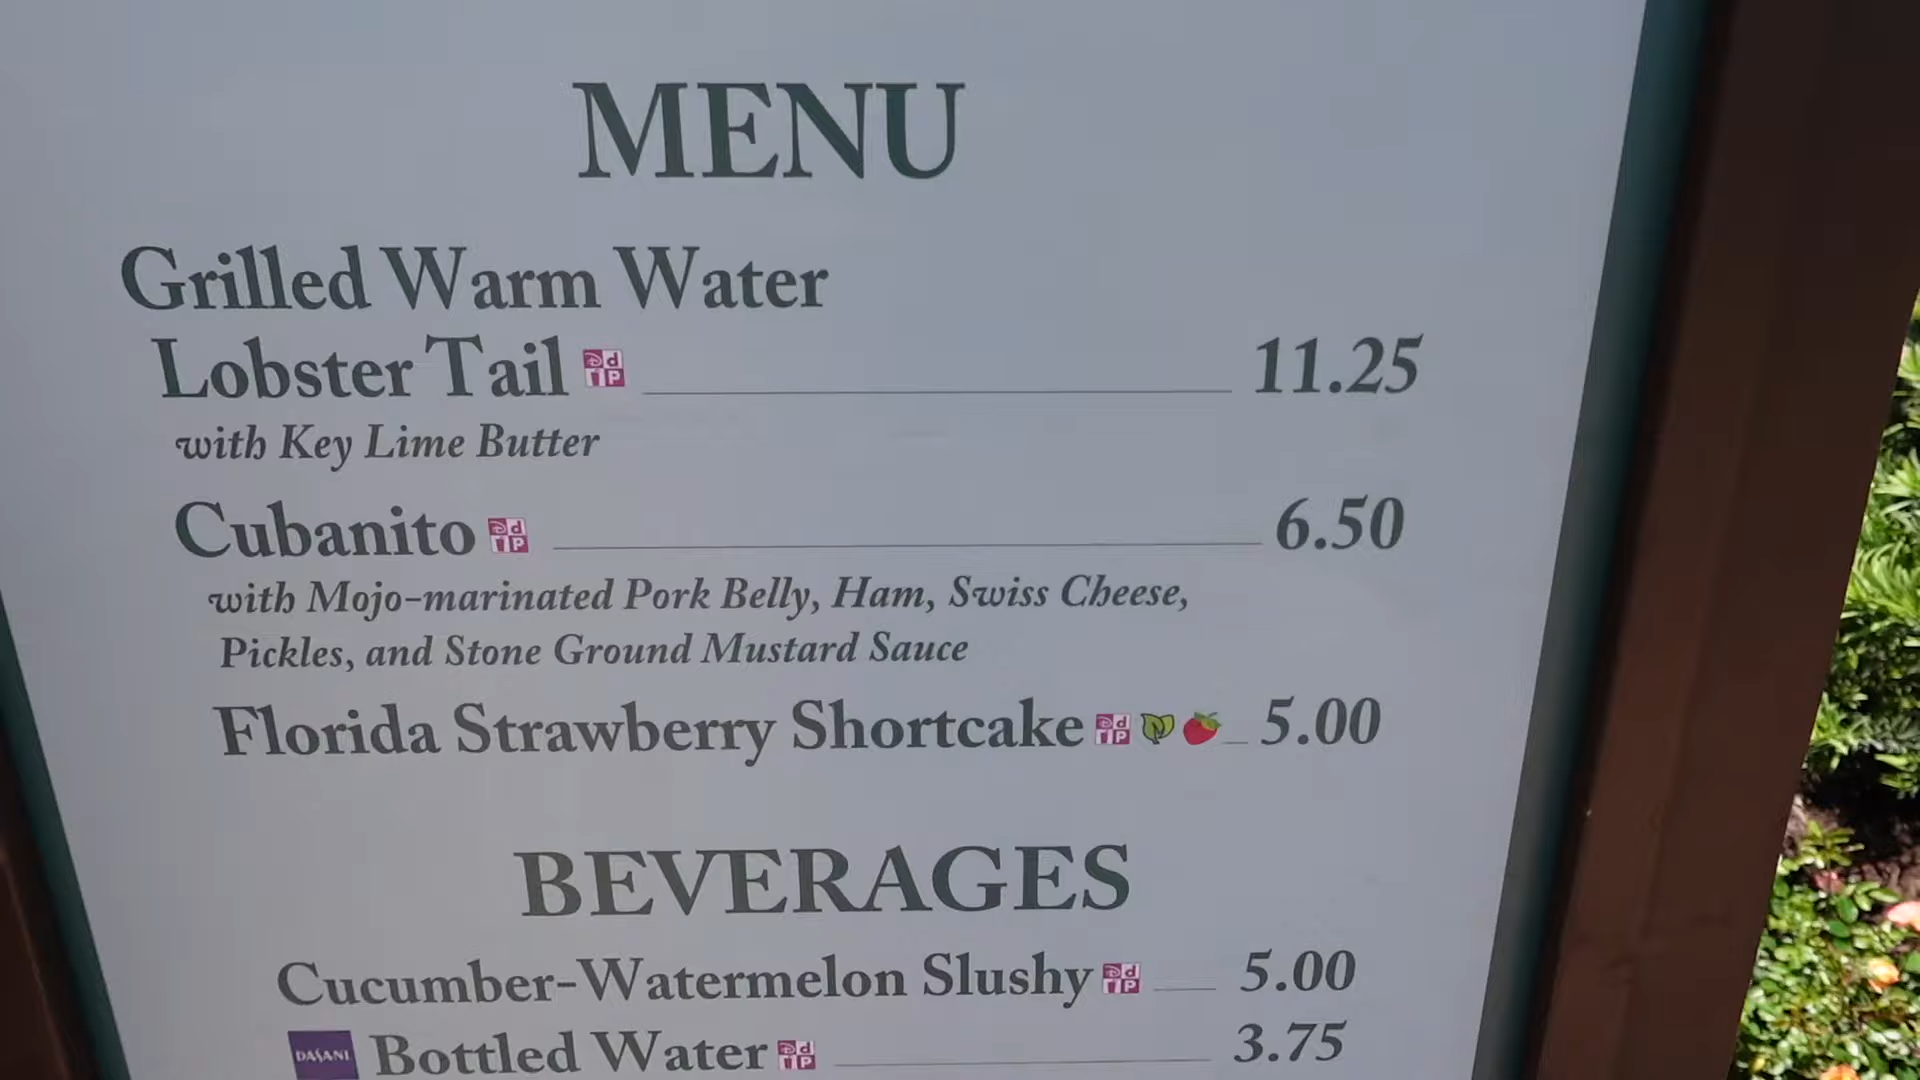 MENU
Grilled Warm Water
Lobster Tail 11.25
with Key Lime Butter
Cubanito 6.50
with Mojo-marinated Pork Belly, Ham, Swiss Cheese,
Pickles, and Stone Ground Mustard Sauce
Florida Strawberry Shortcake 5.00
BEVERAGES
Cucumber-Watermelon Slushy 5.00
DASANI Bottled Water 3.75